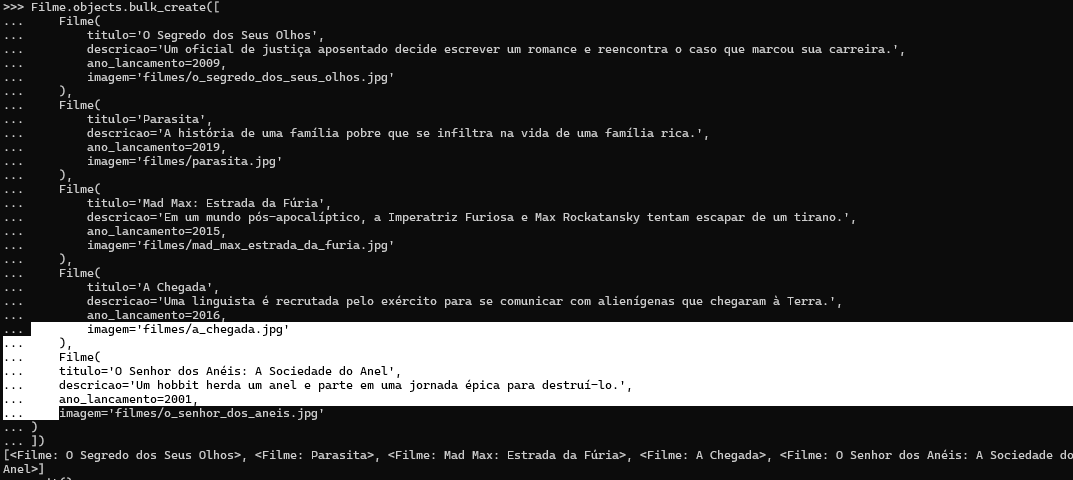 >>> Filme.objects.bulk_create([
...     Filme(
...         titulo='O Segredo dos Seus Olhos',
...         descricao='Um oficial de justiça aposentado decide escrever um romance e reencontra o caso que marcou sua carreira.',
...         ano_lancamento=2009,
...         imagem='filmes/o_segredo_dos_seus_olhos.jpg'
...     ),
...     Filme(
...         titulo='Parasita',
...         descricao='A história de uma família pobre que se infiltra na vida de uma família rica.',
...         ano_lancamento=2019,
...         imagem='filmes/parasita.jpg'
...     ),
...     Filme(
...         titulo='Mad Max: Estrada da Fúria',
...         descricao='Em um mundo pós-apocalíptico, a Imperatriz Furiosa e Max Rockatansky tentam escapar de um tirano.',
...         ano_lancamento=2015,
...         imagem='filmes/mad_max_estrada_da_furia.jpg'
...     ),
...     Filme(
...         titulo='A Chegada',
...         descricao='Uma linguista é recrutada pelo exército para se comunicar com alienígenas que chegaram à Terra.',
...         ano_lancamento=2016,
...         imagem='filmes/a_chegada.jpg'
...     ),
...     Filme(
...     titulo='O Senhor dos Anéis: A Sociedade do Anel',
...     descricao='Um hobbit herda um anel e parte em uma jornada épica para destruí-lo.',
...     ano_lancamento=2001,
...     imagem='filmes/o_senhor_dos_aneis.jpg'
... )
... ])
[<Filme: O Segredo dos Seus Olhos>, <Filme: Parasita>, <Filme: Mad Max: Estrada da Fúria>, <Filme: A Chegada>, <Filme: O Senhor dos Anéis: A Sociedade do
Anel>]